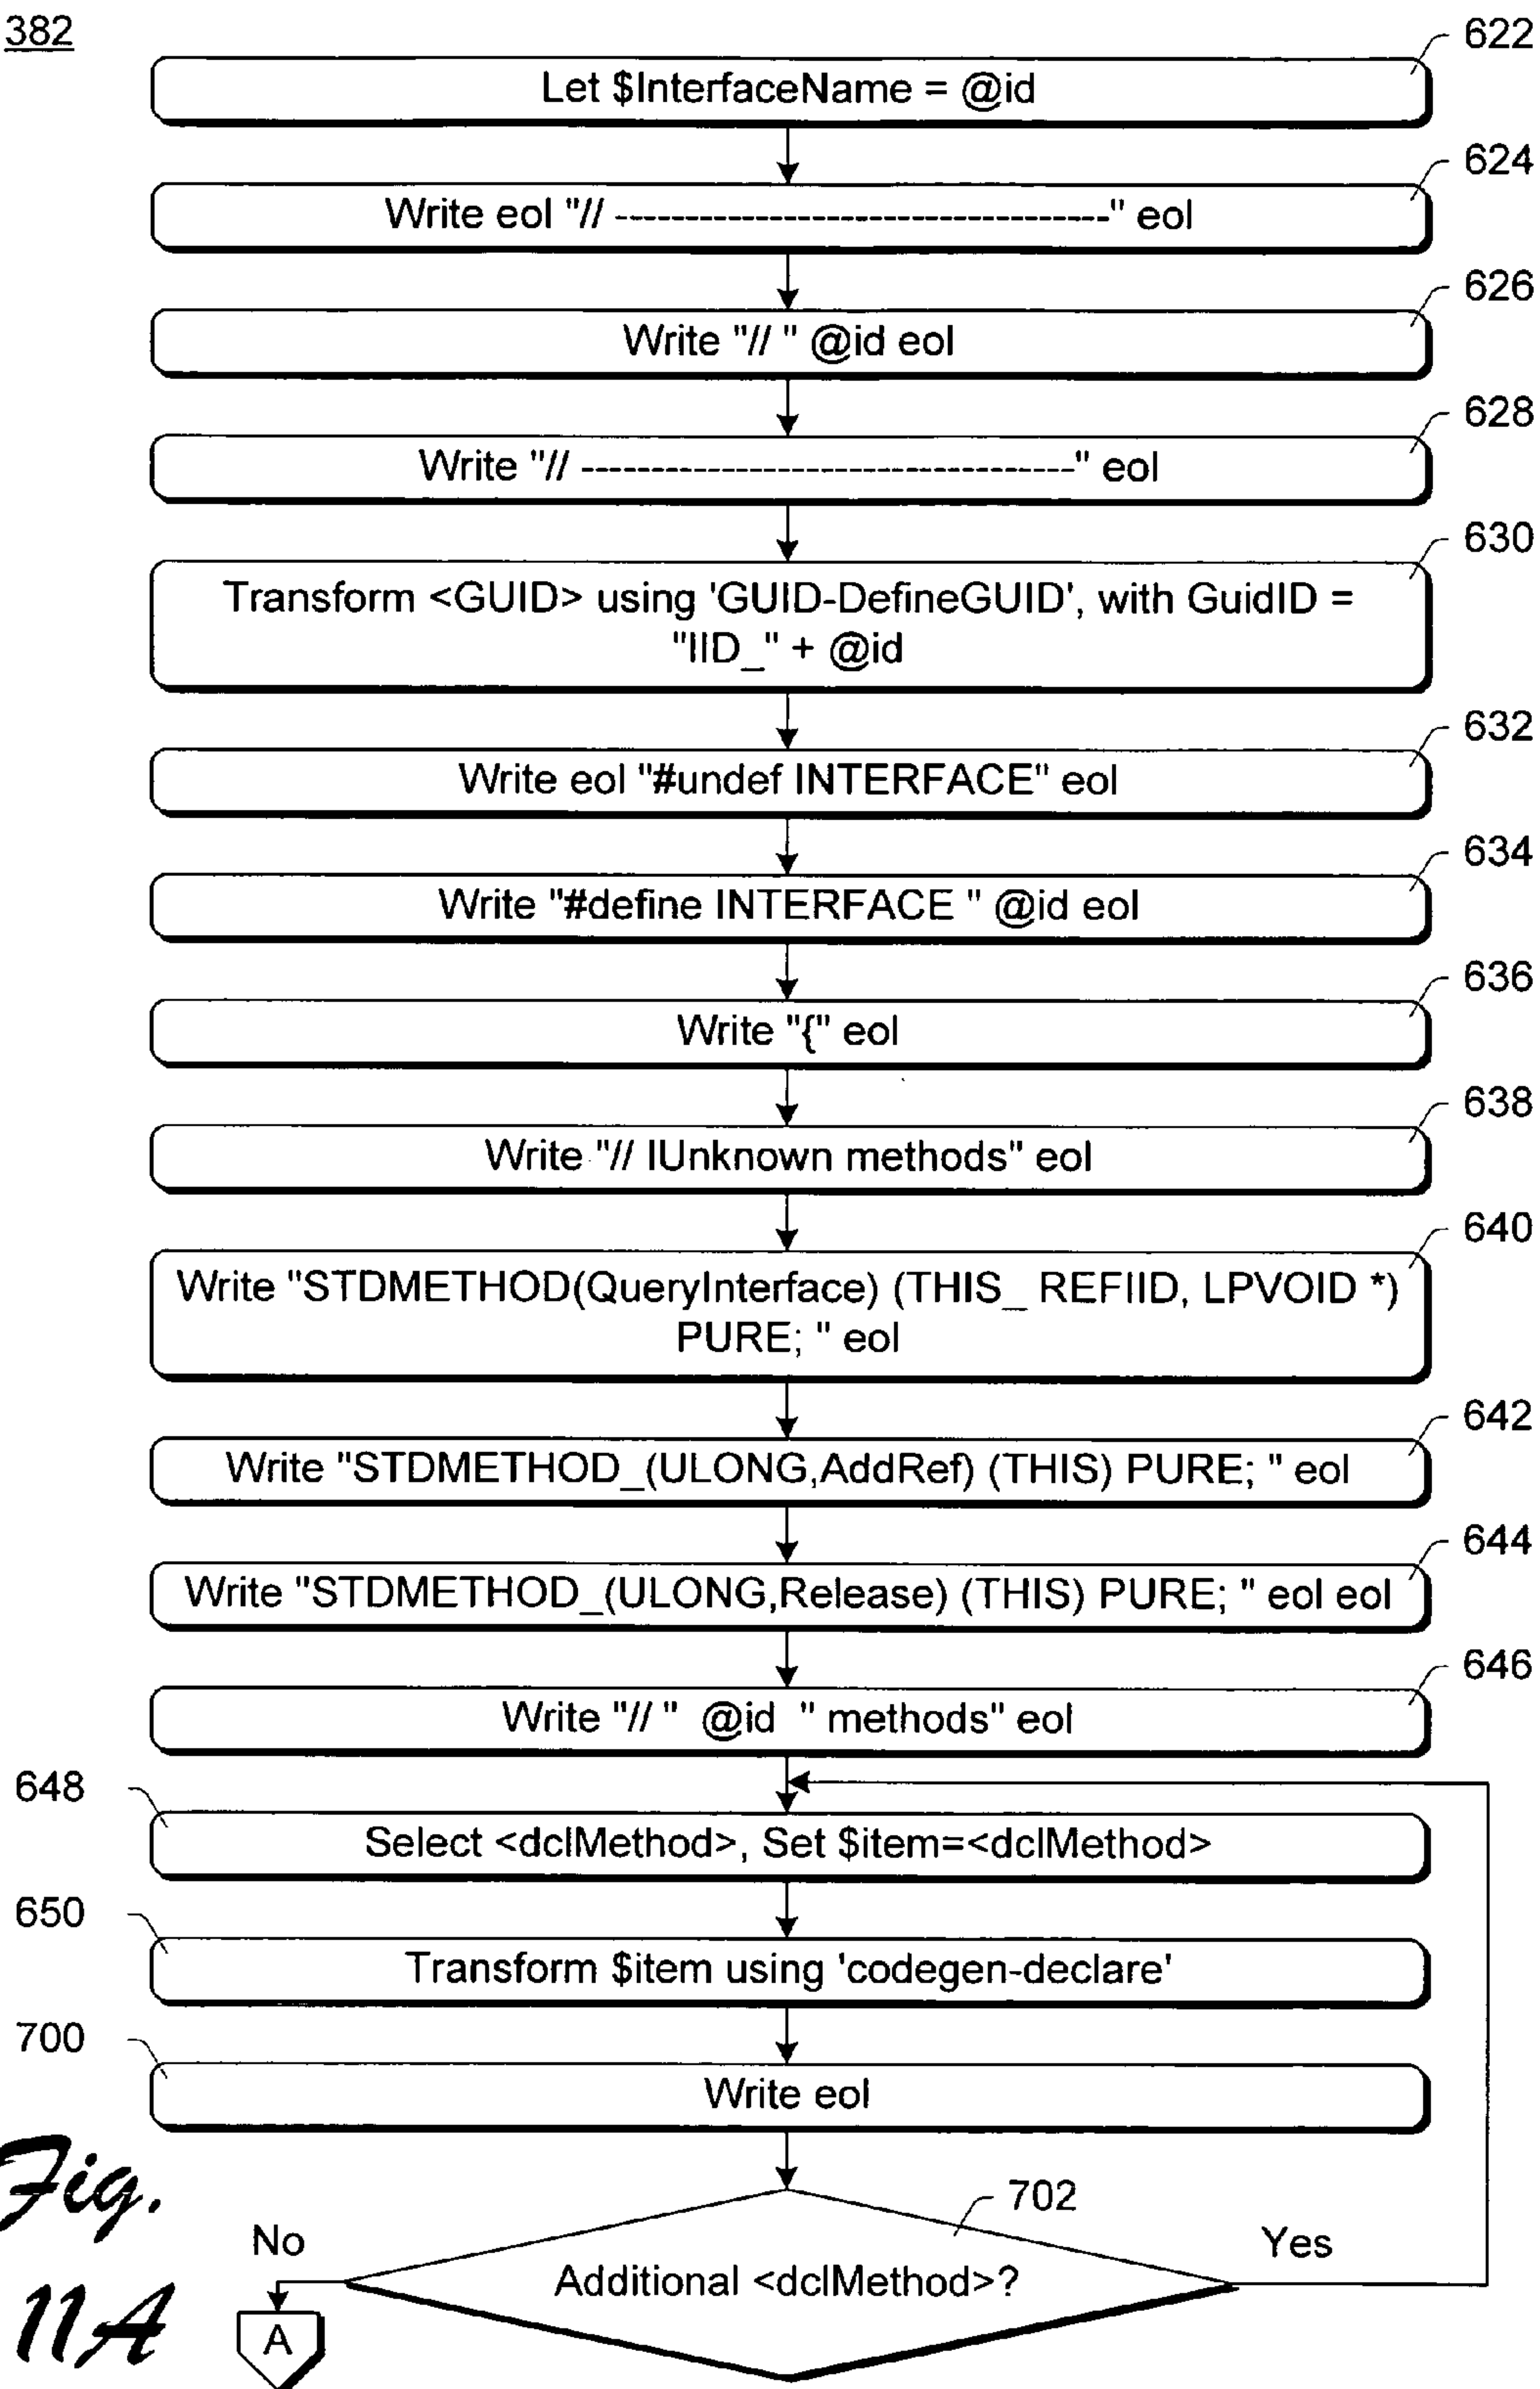 382
622
Let $InterfaceName = @id
624
Write eol "// -----------------------------------" eol
626
Write "// " @id eol
628
Write "// -----------------------------------" eol
630
Transform <GUID> using 'GUID-DefineGUID', with GuidID =
"IID_" + @id
632
Write eol "#undef INTERFACE" eol
634
Write "#define INTERFACE " @id eol
636
Write "{" eol
638
Write "// IUnknown methods" eol
640
Write "STDMETHOD(QueryInterface) (THIS_ REFIID, LPVOID *)
PURE; " eol
642
Write "STDMETHOD_(ULONG,AddRef) (THIS) PURE; " eol
644
Write "STDMETHOD_(ULONG,Release) (THIS) PURE; " eol eol
646
Write "// " @id " methods" eol
648
Select <dclMethod>, Set $item=<dclMethod>
650
Transform $item using 'codegen-declare'
700
Write eol
702
Additional <dclMethod>?
No
Yes
A
Fig.
11A